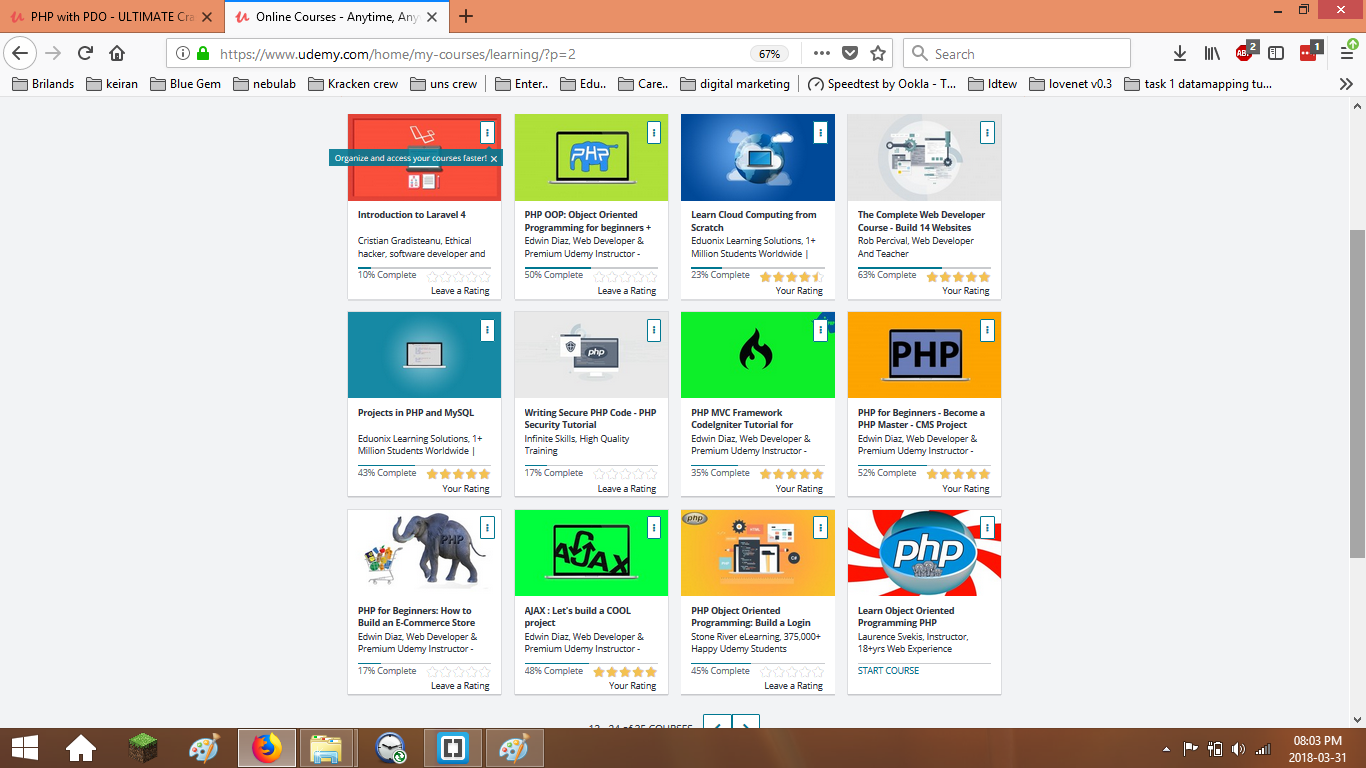 PHP with PDO - ULTIMATE Cra
Online Courses - Anytime, Any
https://www.udemy.com/home/my-courses/learning/?p=2
67%
Search
2
1
Brilands
keiran
Blue Gem
nebulab
Kracken crew
uns crew
Enter..
Edu..
Care..
digital marketing
Speedtest by Ookla - T...
ldtew
lovenet v0.3
task 1 datamapping tu...
Organize and access your courses faster!
Introduction to Laravel 4
Cristian Gradisteanu, Ethical
hacker, software developer and
10% Complete
Leave a Rating
PHP
PHP OOP: Object Oriented
Programming for beginners +
Edwin Diaz, Web Developer &
Premium Udemy Instructor -
50% Complete
Leave a Rating
Learn Cloud Computing from
Scratch
Eduonix Learning Solutions, 1+
Million Students Worldwide |
23% Complete
Your Rating
The Complete Web Developer
Course - Build 14 Websites
Rob Percival, Web Developer
And Teacher
63% Complete
Your Rating
Projects in PHP and MySQL
Eduonix Learning Solutions, 1+
Million Students Worldwide |
43% Complete
Your Rating
php
Writing Secure PHP Code - PHP
Security Tutorial
Infinite Skills, High Quality
Training
17% Complete
Leave a Rating
PHP MVC Framework
CodeIgniter Tutorial for
Edwin Diaz, Web Developer &
Premium Udemy Instructor -
35% Complete
Your Rating
PHP
PHP for Beginners - Become a
PHP Master - CMS Project
Edwin Diaz, Web Developer &
Premium Udemy Instructor -
52% Complete
Your Rating
PHP
PHP for Beginners: How to
Build an E-Commerce Store
Edwin Diaz, Web Developer &
Premium Udemy Instructor -
17% Complete
Leave a Rating
AJAX
AJAX : Let's build a COOL
project
Edwin Diaz, Web Developer &
Premium Udemy Instructor -
48% Complete
Your Rating
php
PHP Object Oriented
Programming: Build a Login
Stone River eLearning, 375,000+
Happy Udemy Students
45% Complete
Leave a Rating
php
Learn Object Oriented
Programming PHP
Laurence Svekis, Instructor,
18+yrs Web Experience
START COURSE
13 - 24 of 35 COURSES
08:03 PM
2018-03-31